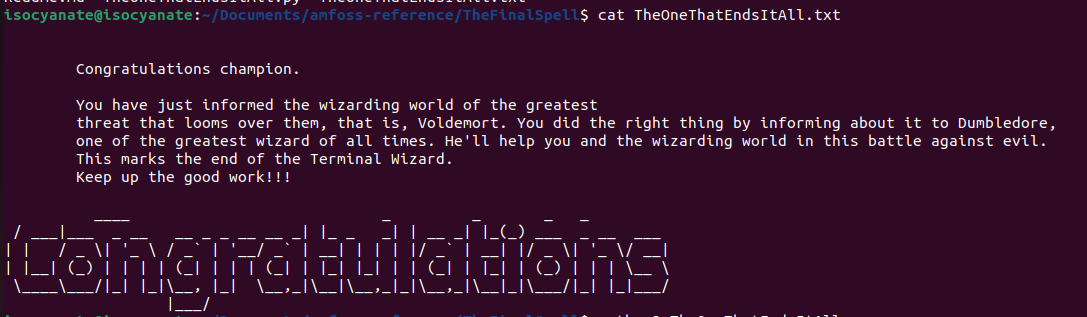 isocyanate@isocyanate:~/Documents/amfoss-reference/TheFinalSpell$ cat TheOneThatEndsItAll.txt
Congratulations champion.
You have just informed the wizarding world of the greatest
threat that looms over them, that is, Voldemort. You did the right thing by informing about it to Dumbledore,
one of the greatest wizard of all times. He'll help you and the wizarding world in this battle against evil.
This marks the end of the Terminal Wizard.
Keep up the good work!!!
Congratulations